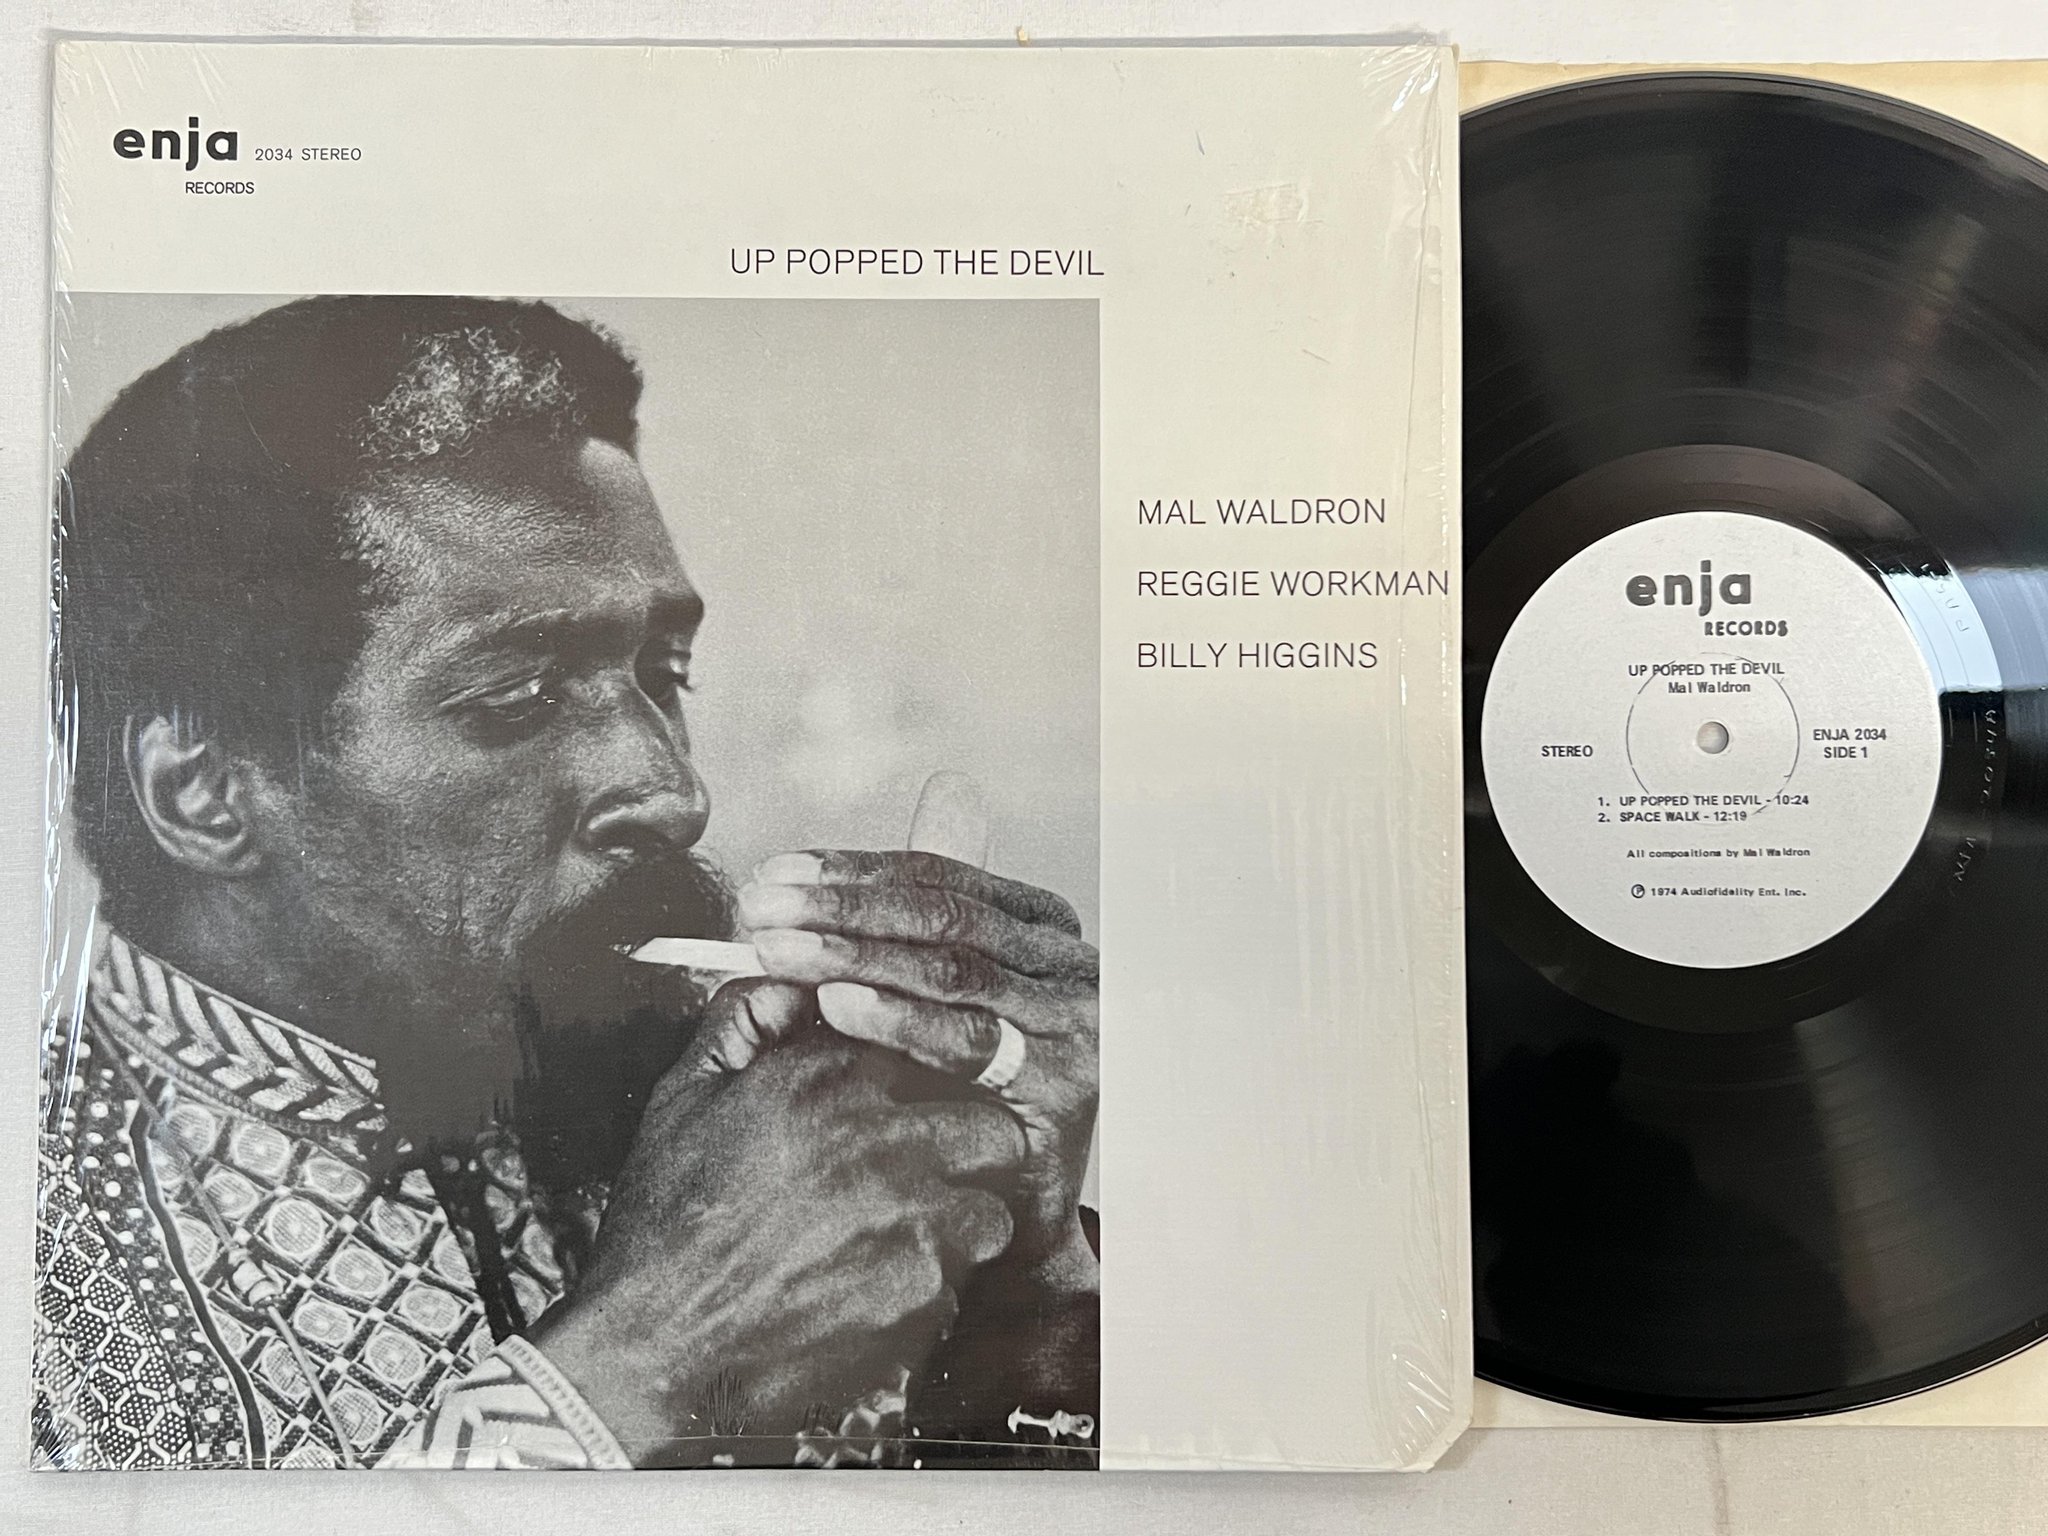 enja 2034 STEREO
RECORDS
UP POPPED THE DEVIL
MAL WALDRON
REGGIE WORKMAN
BILLY HIGGINS
enja
RECORDS
UP POPPED THE DEVIL
Mal Waldron
STEREO
ENJA 2034
SIDE 1
1. UP POPPED THE DEVIL - 10:24
2. SPACE WALK - 12:19
All compositions by Mal Waldron
Ⓟ 1974 Audiofidelity Ent. Inc.